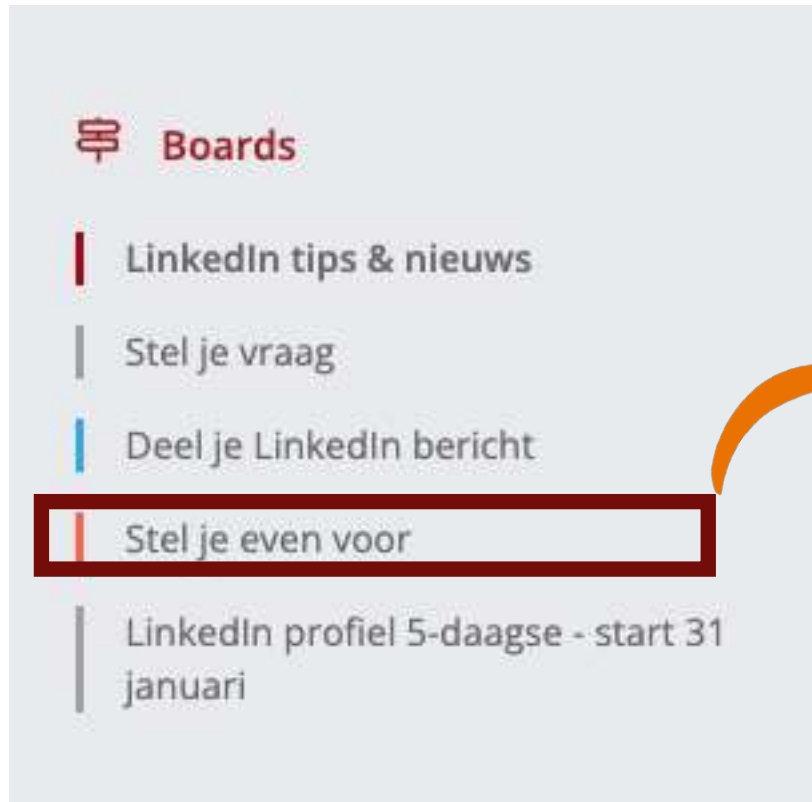 Boards
LinkedIn tips & nieuws
Stel je vraag
Deel je LinkedIn bericht
Stel je even voor
LinkedIn profiel 5-daagse - start 31
januari